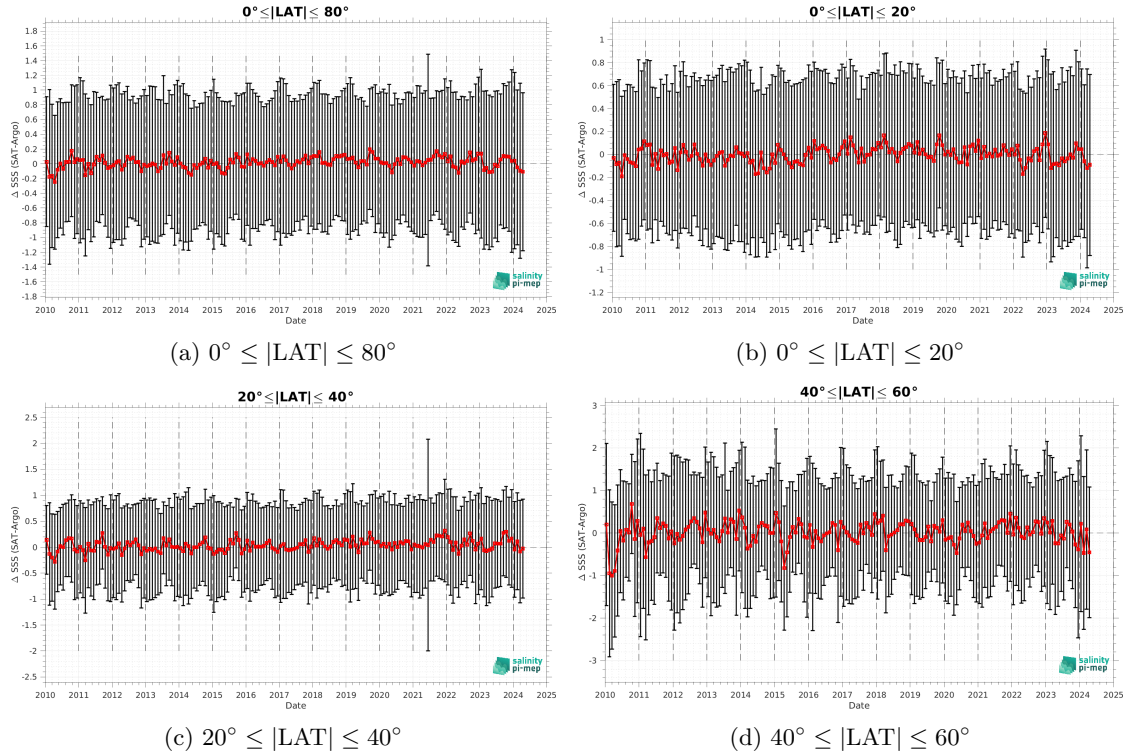 0°≤|LAT|≤ 80°
1.8
1.6
1.4
1.2
1
0.8
0.6
0.4
0.2
0
-0.2
-0.4
-0.6
-0.8
-1
-1.2
-1.4
-1.6
-1.8
Δ SSS (SAT-Argo)
2010 2011 2012 2013 2014 2015 2016 2017 2018 2019 2020 2021 2022 2023 2024 2025
Date
salinity
pi-mep
(a) 0° ≤ |LAT| ≤ 80°
0°≤|LAT|≤ 20°
1
0.8
0.6
0.4
0.2
0
-0.2
-0.4
-0.6
-0.8
-1
-1.2
Δ SSS (SAT-Argo)
2010 2011 2012 2013 2014 2015 2016 2017 2018 2019 2020 2021 2022 2023 2024 2025
Date
salinity
pi-mep
(b) 0° ≤ |LAT| ≤ 20°
20°≤|LAT|≤ 40°
2.5
2
1.5
1
0.5
0
-0.5
-1
-1.5
-2
-2.5
Δ SSS (SAT-Argo)
2010 2011 2012 2013 2014 2015 2016 2017 2018 2019 2020 2021 2022 2023 2024 2025
Date
salinity
pi-mep
(c) 20° ≤ |LAT| ≤ 40°
40°≤|LAT|≤ 60°
3
2
1
0
-1
-2
-3
Δ SSS (SAT-Argo)
2010 2011 2012 2013 2014 2015 2016 2017 2018 2019 2020 2021 2022 2023 2024 2025
Date
salinity
pi-mep
(d) 40° ≤ |LAT| ≤ 60°